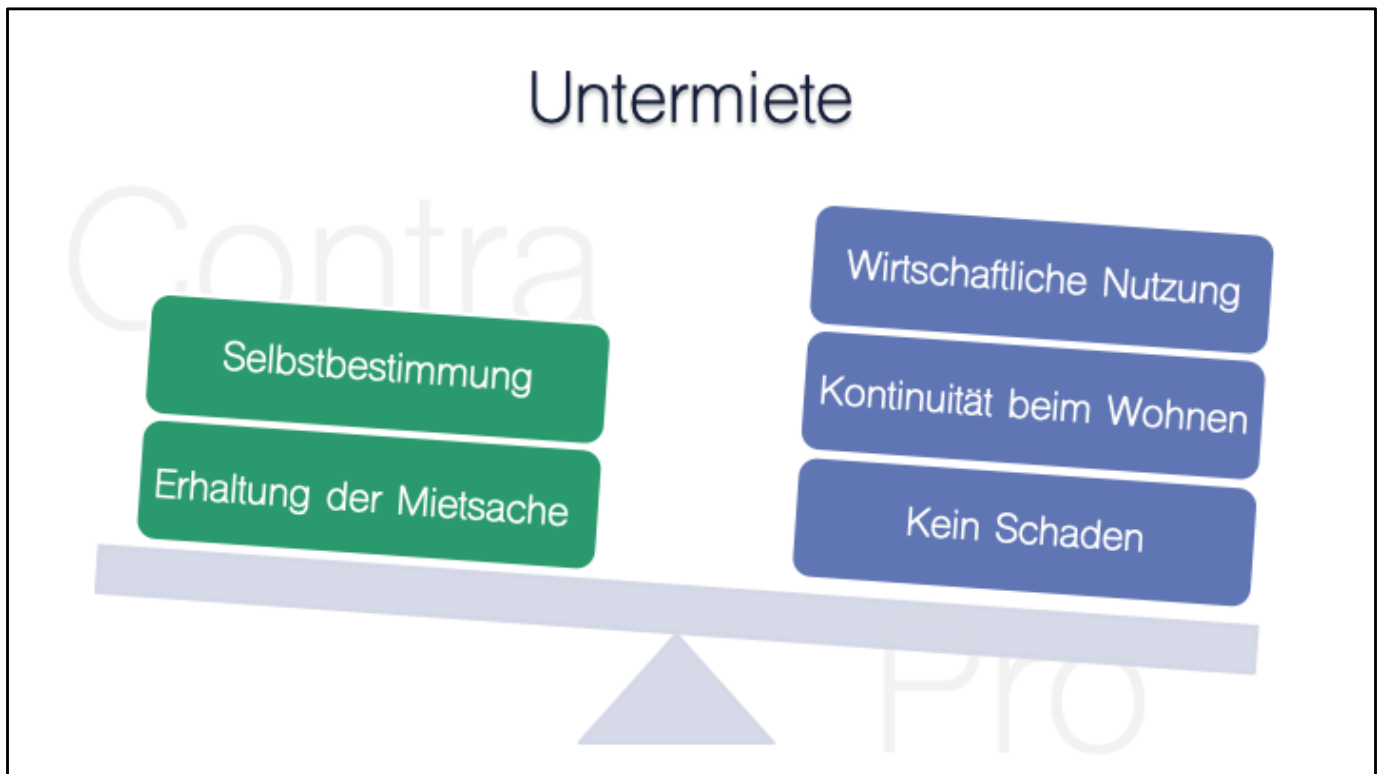 Untermiete
Contra
Selbstbestimmung
Erhaltung der Mietsache
Wirtschaftliche Nutzung
Kontinuität beim Wohnen
Kein Schaden
Pro